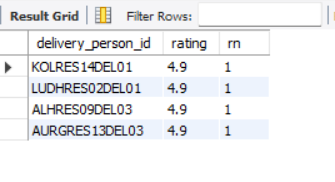 Result Grid Filter Rows:
delivery_person_id rating rn
KOLRES14DEL01 4.9 1
LUDHRES02DEL01 4.9 1
ALHRES09DEL03 4.9 1
AURGRES13DEL03 4.9 1